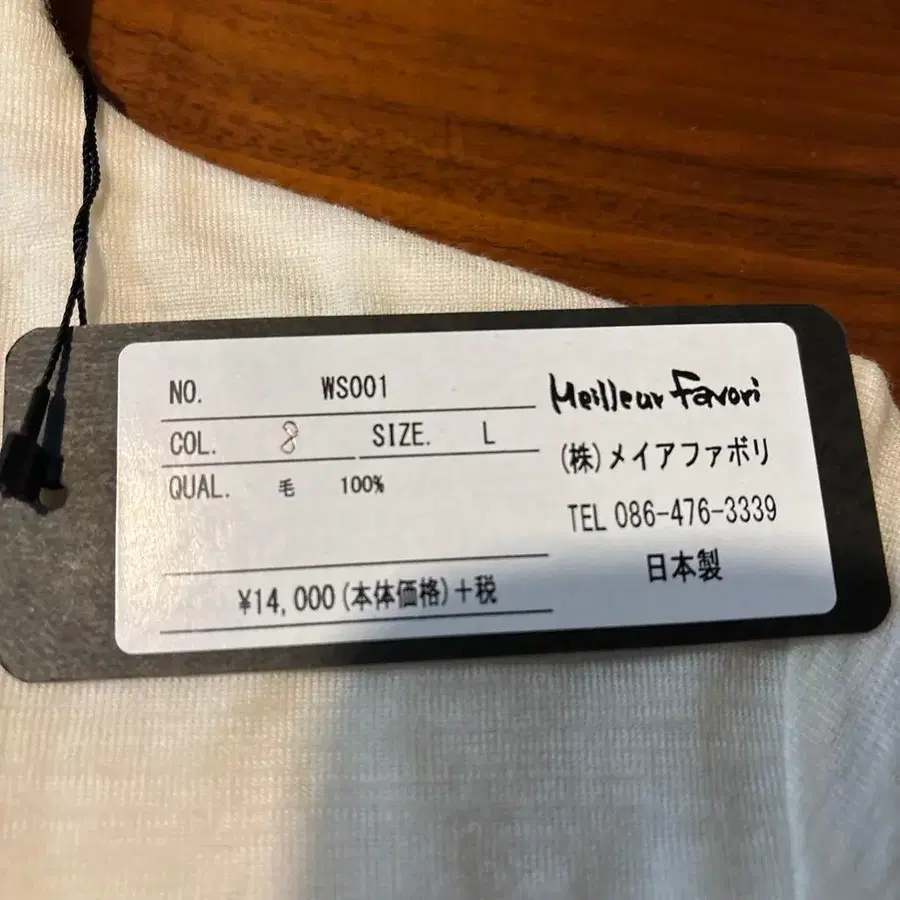 NO. WS001
COL. 8 SIZE. L
QUAL. 毛 100%
¥14,000(本体価格)+税
Meilleur favori
(株)メイアファボリ
TEL 086-476-3339
日本製